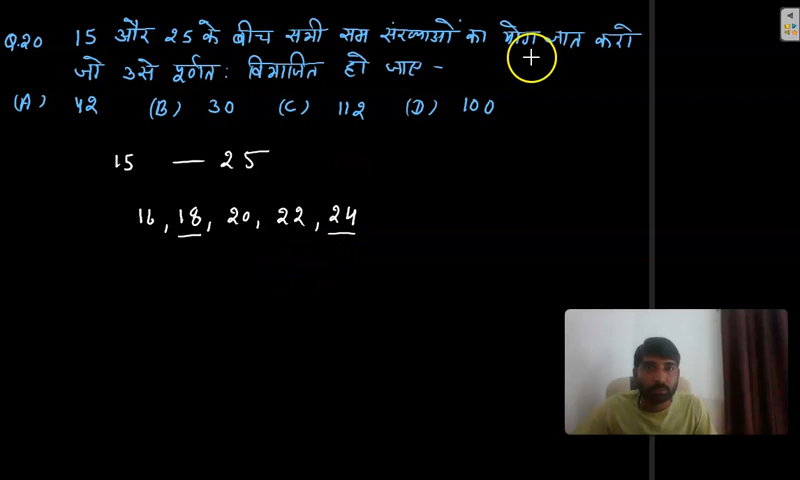 Q.20 15 और 25 के बीच सभी सम संख्याओं का योग ज्ञात करो
जो 3 से पूर्णत: विभाजित हो जाए -
(A) 42 (B) 30 (C) 112 (D) 100
15 — 25
16, 18, 20, 22, 24